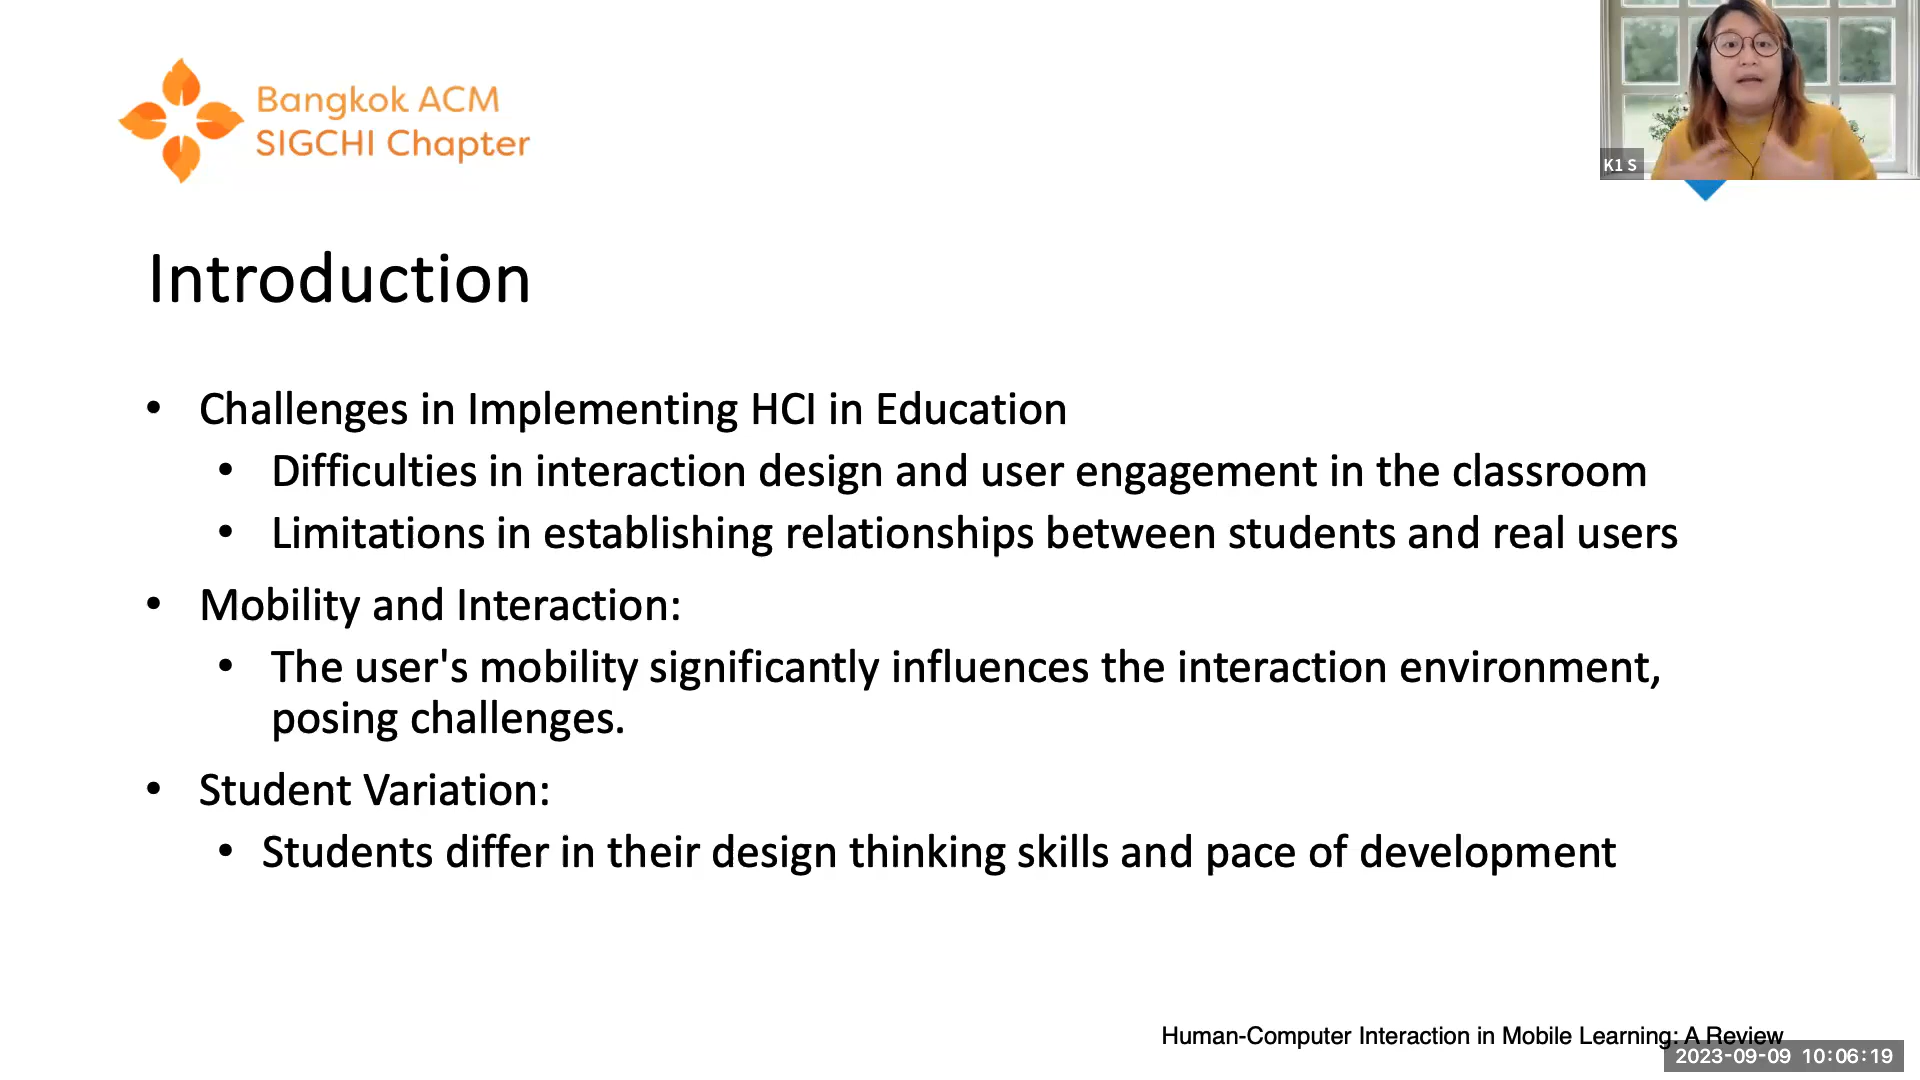 Bangkok ACM
SIGCHI Chapter
K1 S
Introduction
• Challenges in Implementing HCI in Education
• Difficulties in interaction design and user engagement in the classroom
• Limitations in establishing relationships between students and real users
• Mobility and Interaction:
• The user's mobility significantly influences the interaction environment,
posing challenges.
• Student Variation:
• Students differ in their design thinking skills and pace of development
Human-Computer Interaction in Mobile Learning: A Review
2023-09-09 10:06:19